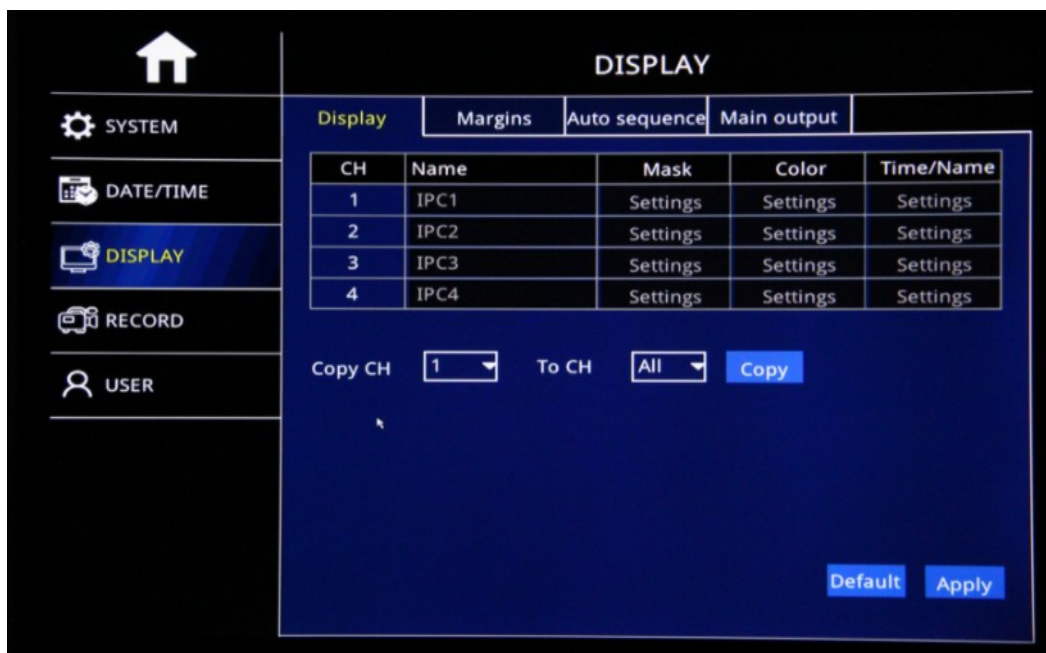 DISPLAY
SYSTEM
DATE/TIME
DISPLAY
RECORD
USER
Display Margins Auto sequence Main output
CH Name Mask Color Time/Name
1 IPC1 Settings Settings Settings
2 IPC2 Settings Settings Settings
3 IPC3 Settings Settings Settings
4 IPC4 Settings Settings Settings
Copy CH 1 To CH All Copy
Default Apply